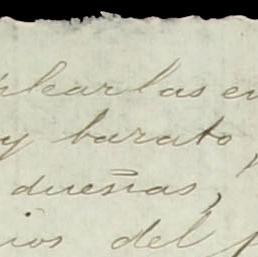 plearlas en
y barato,
dueñas,
ios del p